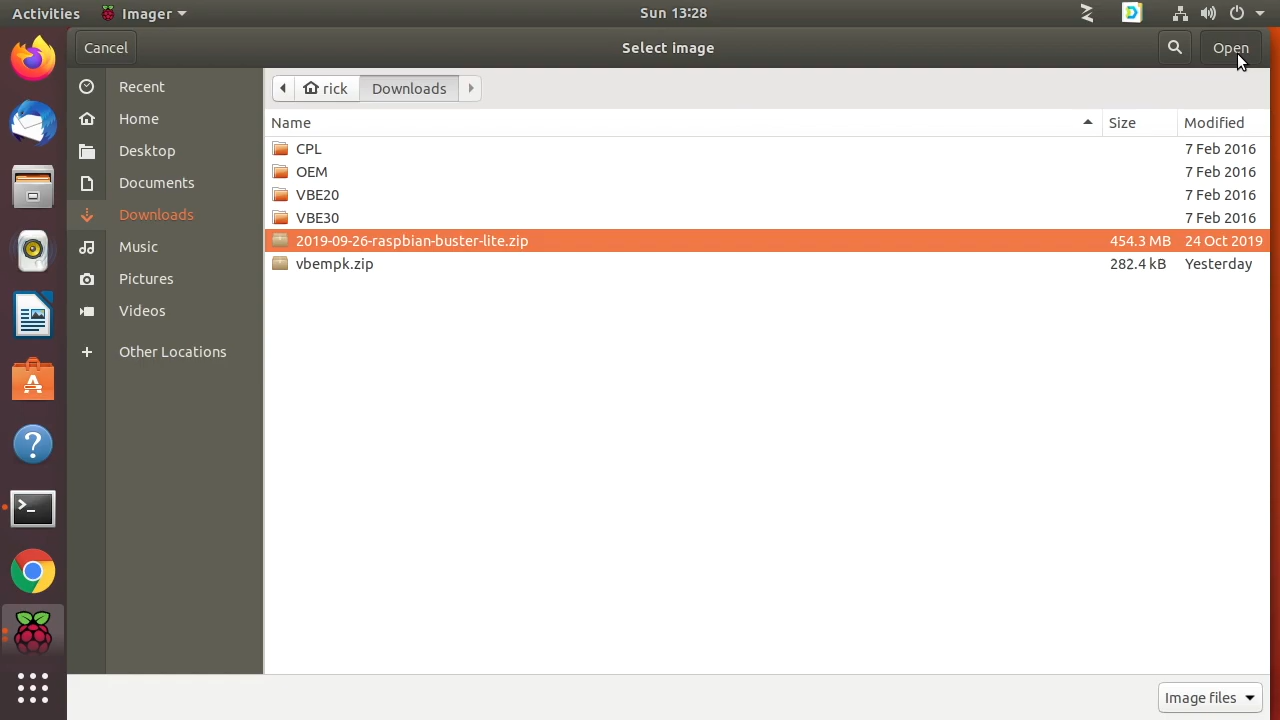 Activities Imager Sun 13:28
Cancel Select image Open
Recent
Home
Desktop
Documents
Downloads
Music
Pictures
Videos
Other Locations
rick Downloads
Name Size Modified
CPL 7 Feb 2016
OEM 7 Feb 2016
VBE20 7 Feb 2016
VBE30 7 Feb 2016
2019-09-26-raspbian-buster-lite.zip 454.3 MB 24 Oct 2019
vbempk.zip 282.4 kB Yesterday
Image files